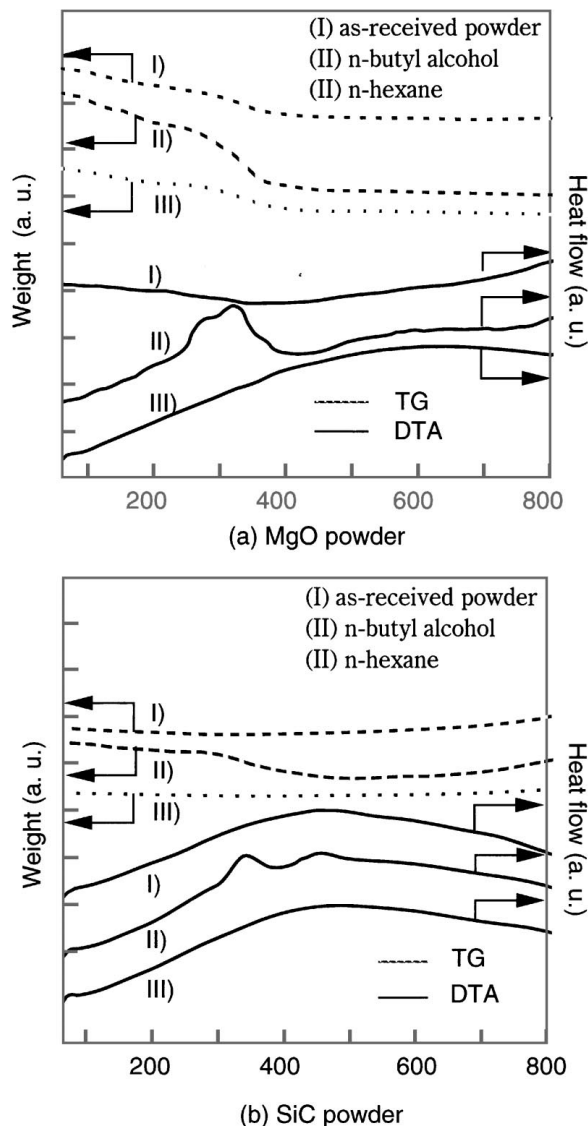 (I) as-received powder
(II) n-butyl alcohol
(II) n-hexane
I)
II)
III)
I)
II)
III)
TG
DTA
Weight (a. u.)
Heat flow (a. u.)
200 400 600 800
(a) MgO powder
(I) as-received powder
(II) n-butyl alcohol
(II) n-hexane
I)
II)
III)
I)
II)
III)
TG
DTA
Weight (a. u.)
Heat flow (a. u.)
200 400 600 800
(b) SiC powder